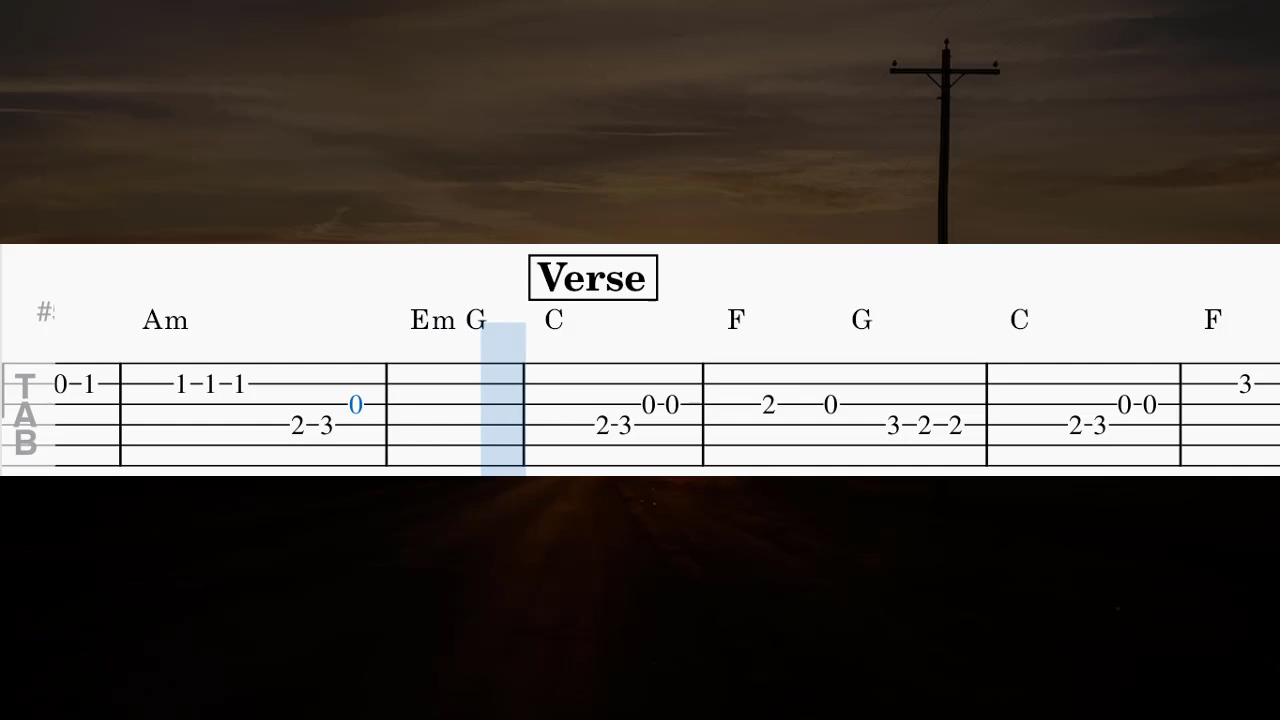 Verse
# Am Em G C F G C F
T 0-1 1-1-1 3
A 0 0-0 2 0 0-0
2-3 2-3 3-2-2 2-3
B